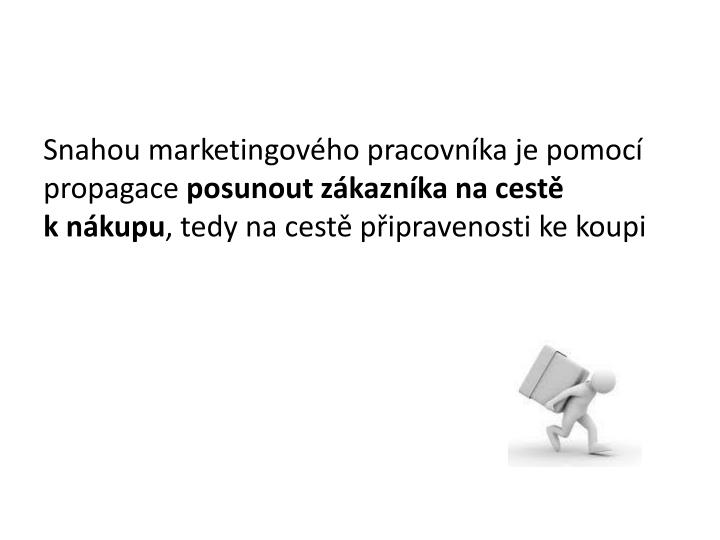 Snahou marketingového pracovníka je pomocí
propagace posunout zákazníka na cestě
k nákupu, tedy na cestě připravenosti ke koupi